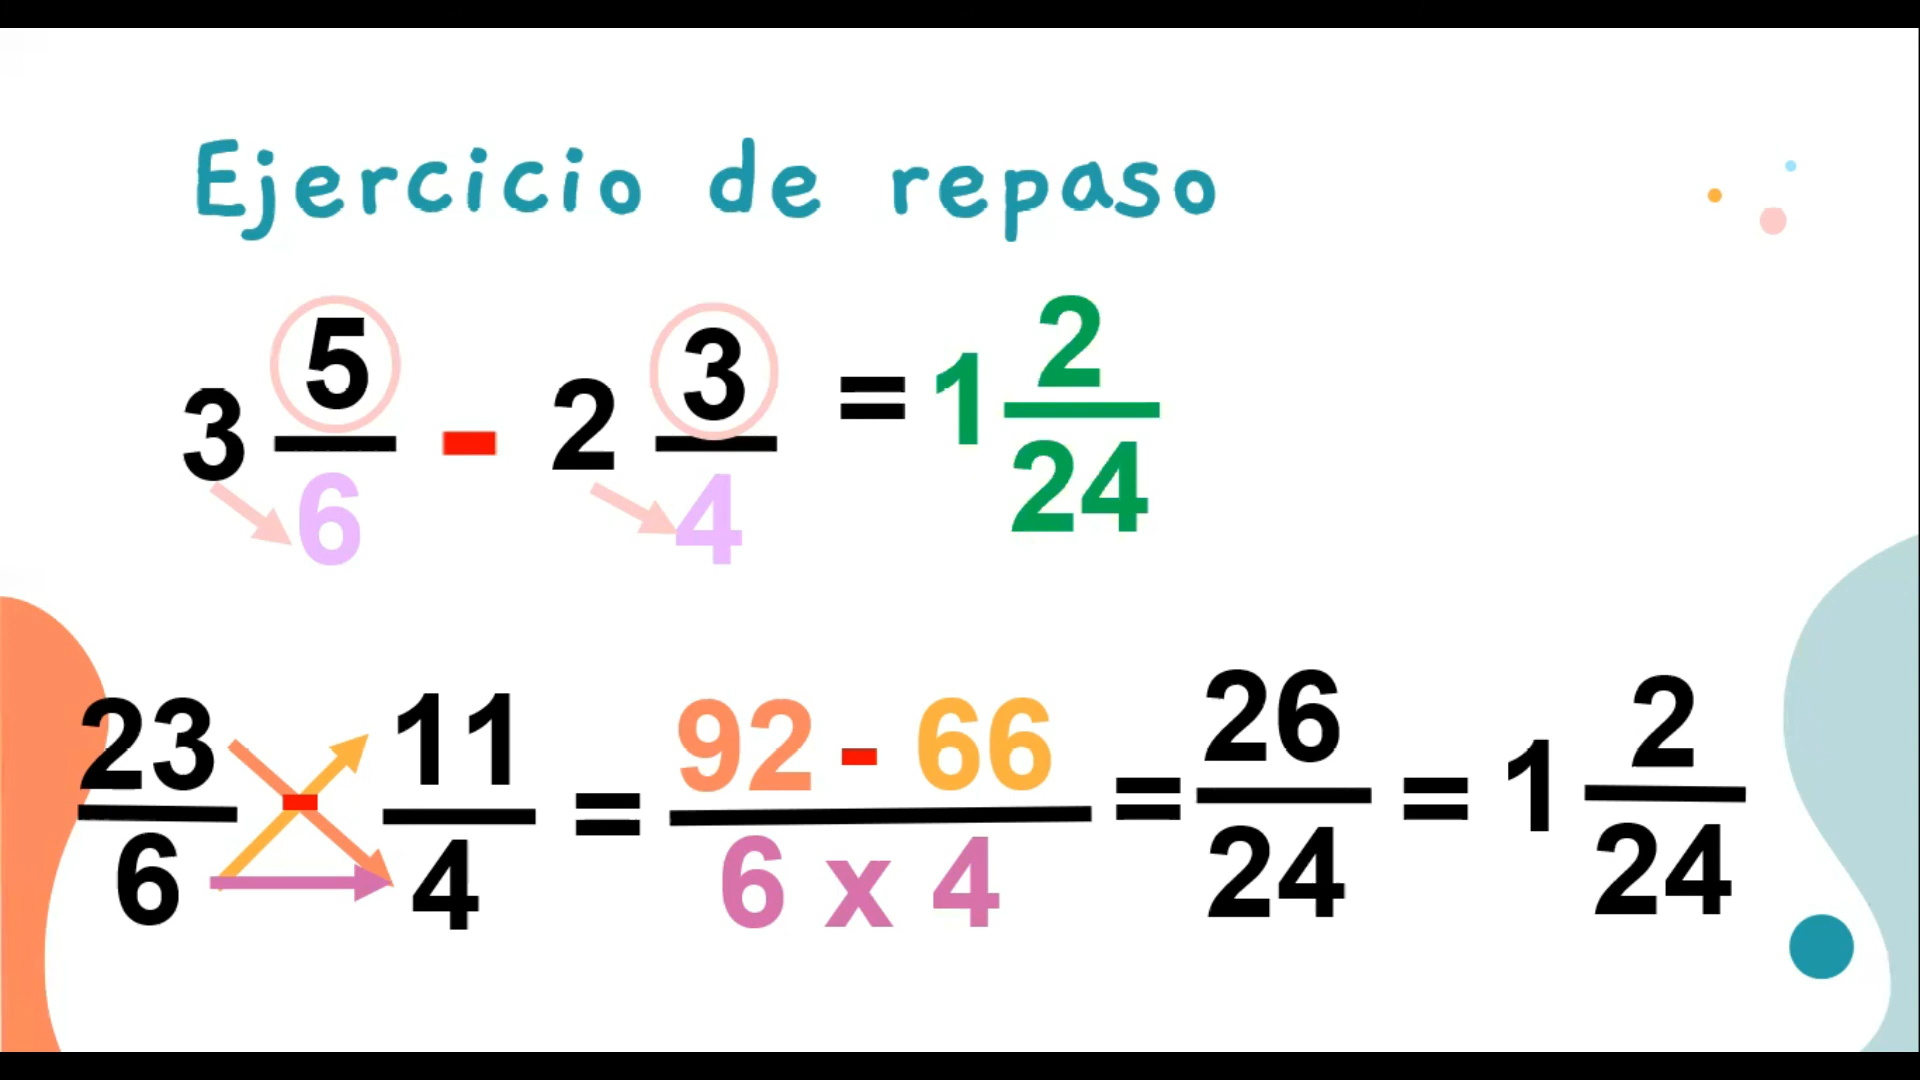 Ejercicio de repaso
3 5/6 - 2 3/4 = 1 2/24
23/6 - 11/4 = 92 - 66/6 x 4 = 26/24 = 1 2/24